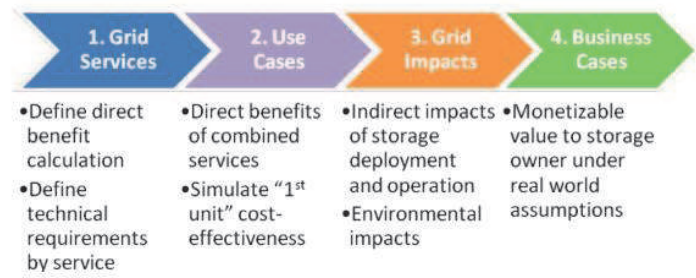 1. Grid
Services
2. Use
Cases
3. Grid
Impacts
4. Business
Cases
•Define direct
benefit
calculation
•Define
technical
requirements
by service
•Direct benefits
of combined
services
•Simulate “1st
unit” cost-
effectiveness
•Indirect impacts
of storage
deployment
and operation
•Environmental
impacts
•Monetizable
value to storage
owner under
real world
assumptions